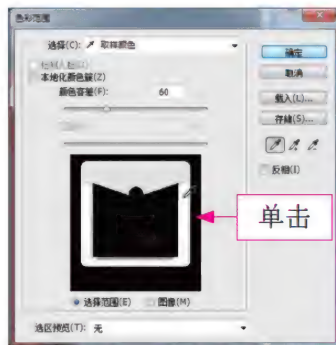 色彩范围
选择(C): 取样颜色
确定
取消
本地化颜色簇(Z)
颜色容差(F): 60
载入(L)...
存储(S)...
反相(I)
单击
选择范围(E) 图像(M)
选区预览(T): 无